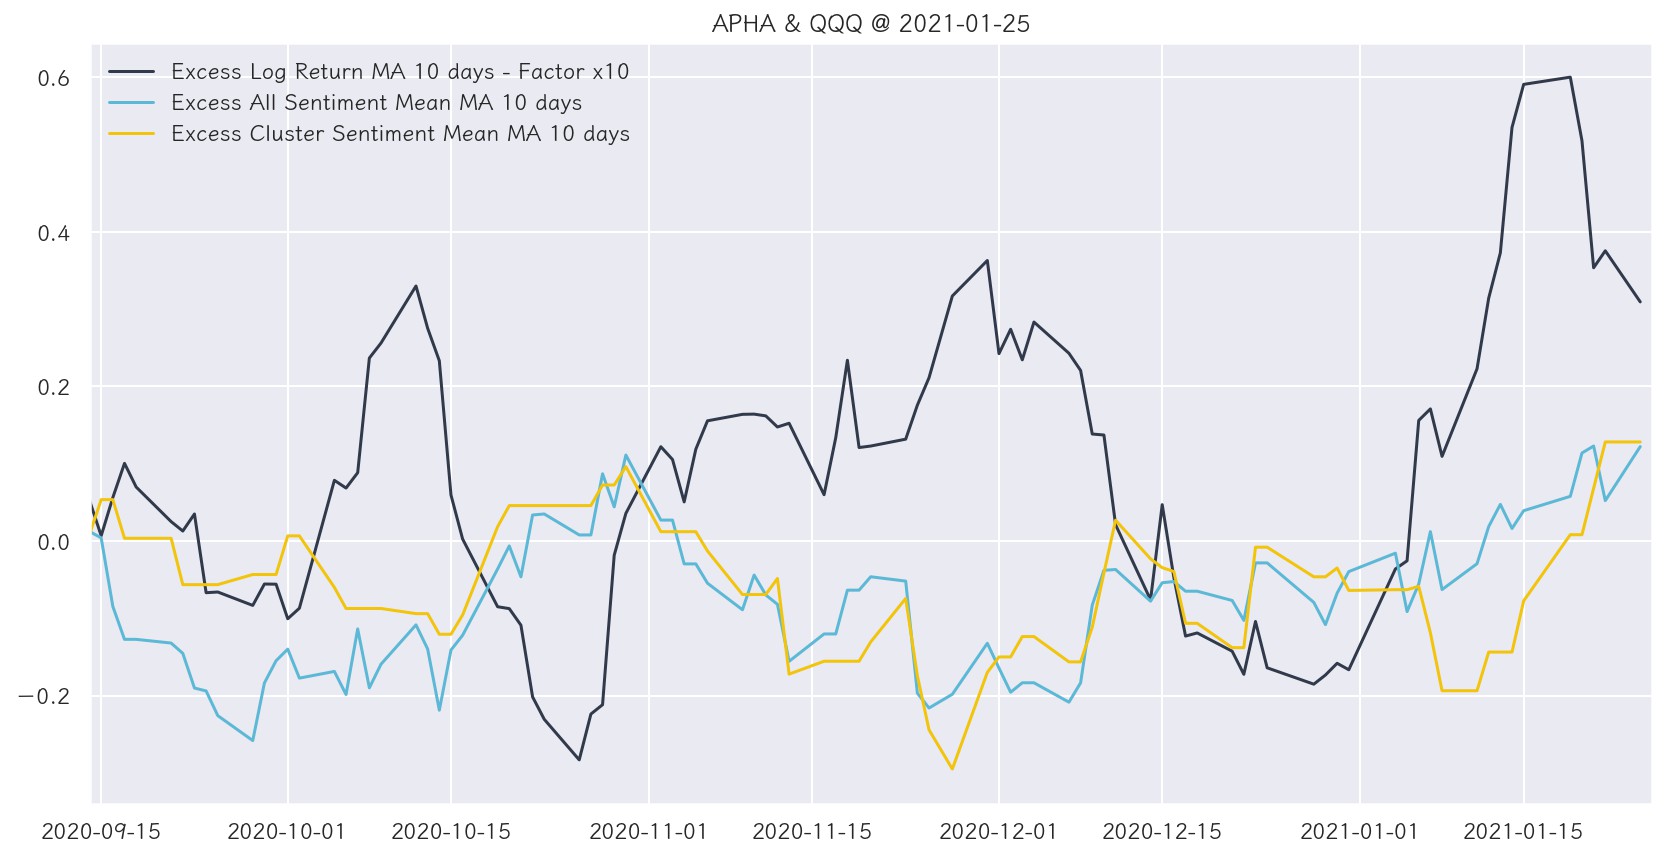 APHA & QQQ @ 2021-01-25
Excess Log Return MA 10 days - Factor x10
Excess All Sentiment Mean MA 10 days
Excess Cluster Sentiment Mean MA 10 days
0.6
0.4
0.2
0.0
−0.2
2020-09-15 2020-10-01 2020-10-15 2020-11-01 2020-11-15 2020-12-01 2020-12-15 2021-01-01 2021-01-15